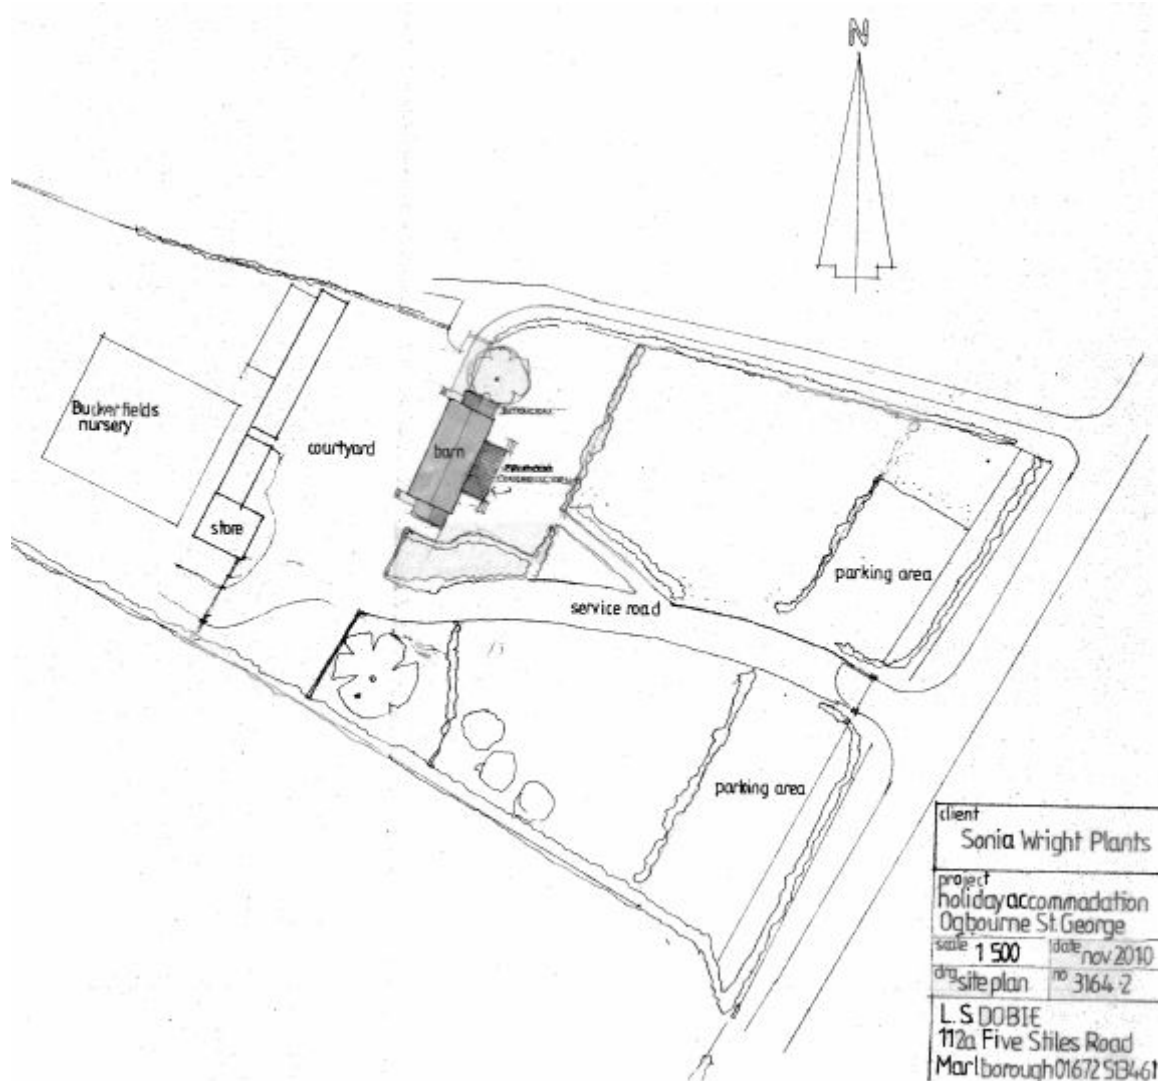 N
Buckerfields
nursery
courtyard
barn
store
service road
parking area
parking area
client
Sonia Wright Plants
project
holiday accommadation
Ogbourne St. George
scale 1 500
date nov 2010
drg site plan
no 3164·2
L. S. DOBIE
112a Five Stiles Road
Marlborough 01672